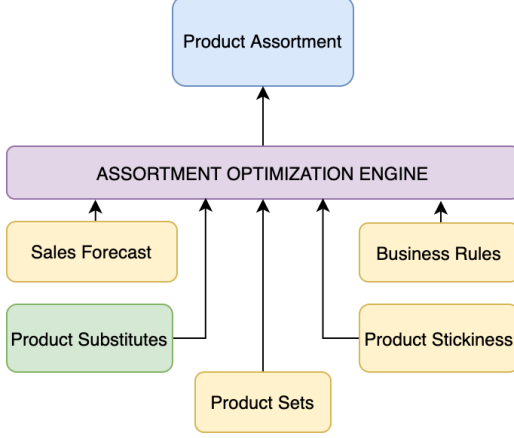 Product Assortment
ASSORTMENT OPTIMIZATION ENGINE
Sales Forecast
Business Rules
Product Substitutes
Product Stickiness
Product Sets